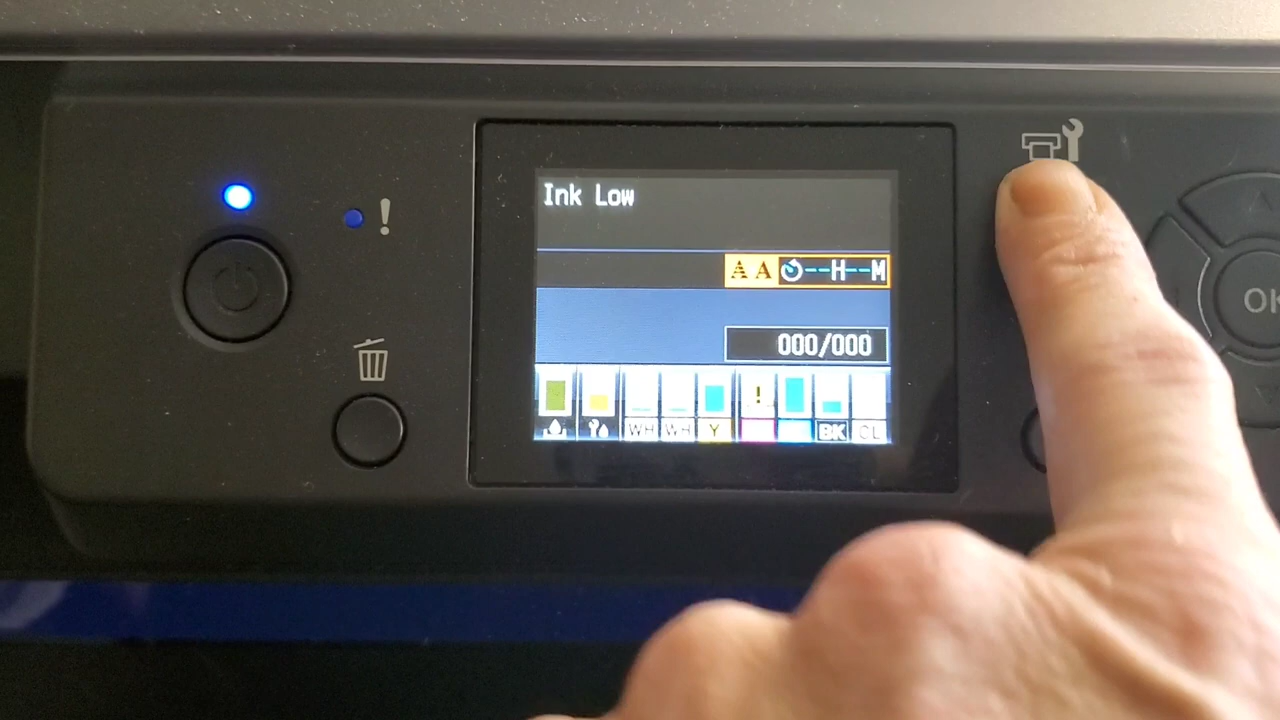 Ink Low
A A --H--M
000/000
!
WH WH Y BK CL
OK